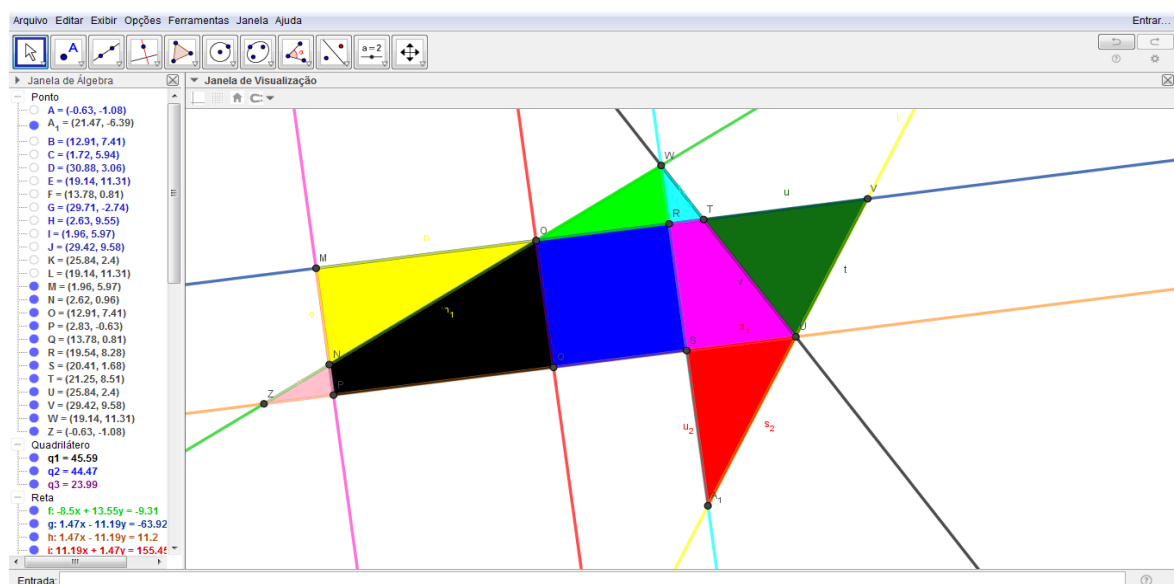 Arquivo Editar Exibir Opções Ferramentas Janela Ajuda
Entrar...
A
α
a=2
Janela de Álgebra
Janela de Visualização
Ponto
A = (-0.63, -1.08)
A₁ = (21.47, -6.39)
B = (12.91, 7.41)
C = (1.72, 5.94)
D = (30.88, 3.06)
E = (19.14, 11.31)
F = (13.78, 0.81)
G = (29.71, -2.74)
H = (2.63, 9.55)
I = (1.96, 5.97)
J = (29.42, 9.58)
K = (25.84, 2.4)
L = (19.14, 11.31)
M = (1.96, 5.97)
N = (2.62, 0.96)
O = (12.91, 7.41)
P = (2.83, -0.63)
Q = (13.78, 0.81)
R = (19.54, 8.28)
S = (20.41, 1.68)
T = (21.25, 8.51)
U = (25.84, 2.4)
V = (29.42, 9.58)
W = (19.14, 11.31)
Z = (-0.63, -1.08)
Quadrilátero
q1 = 45.59
q2 = 44.47
q3 = 23.99
Reta
f: -8.5x + 13.55y = -9.31
g: 1.47x - 11.19y = -63.92
h: 1.47x - 11.19y = 11.2
i: 11.19x + 1.47y = 155.45
W
V
u
T
R
O
n
M
t
U
S
Q
N
P
Z
u₂
s₂
A₁
Entrada: